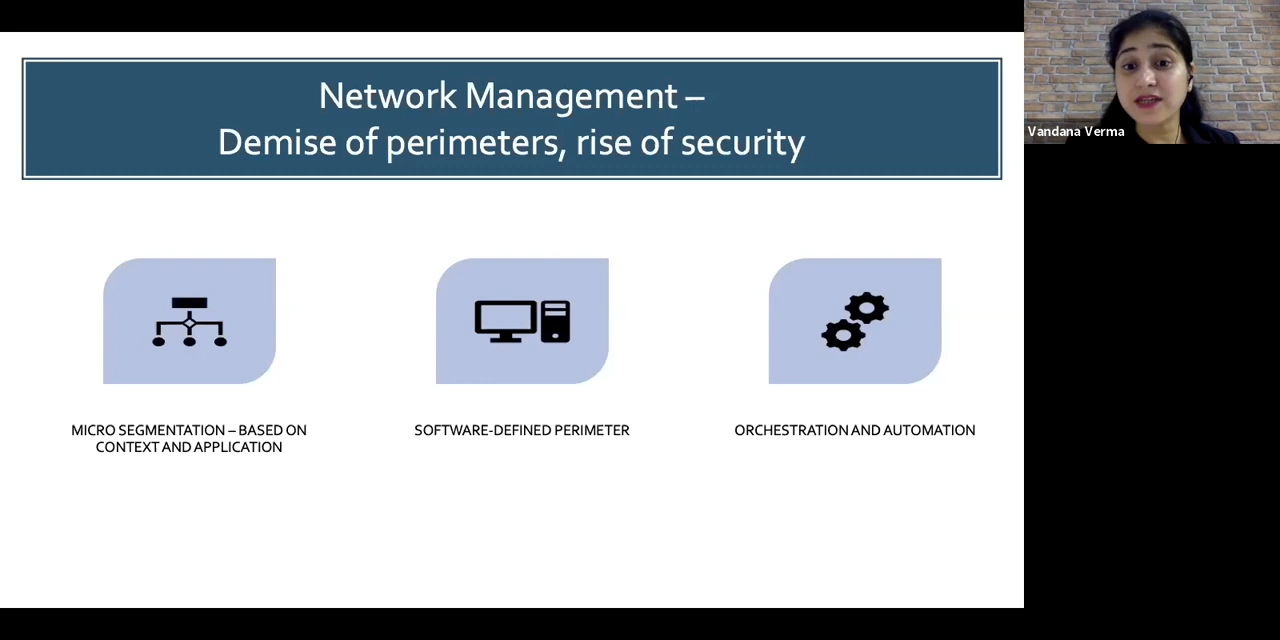 Network Management –
Demise of perimeters, rise of security
MICRO SEGMENTATION – BASED ON
CONTEXT AND APPLICATION
SOFTWARE-DEFINED PERIMETER
ORCHESTRATION AND AUTOMATION
Vandana Verma